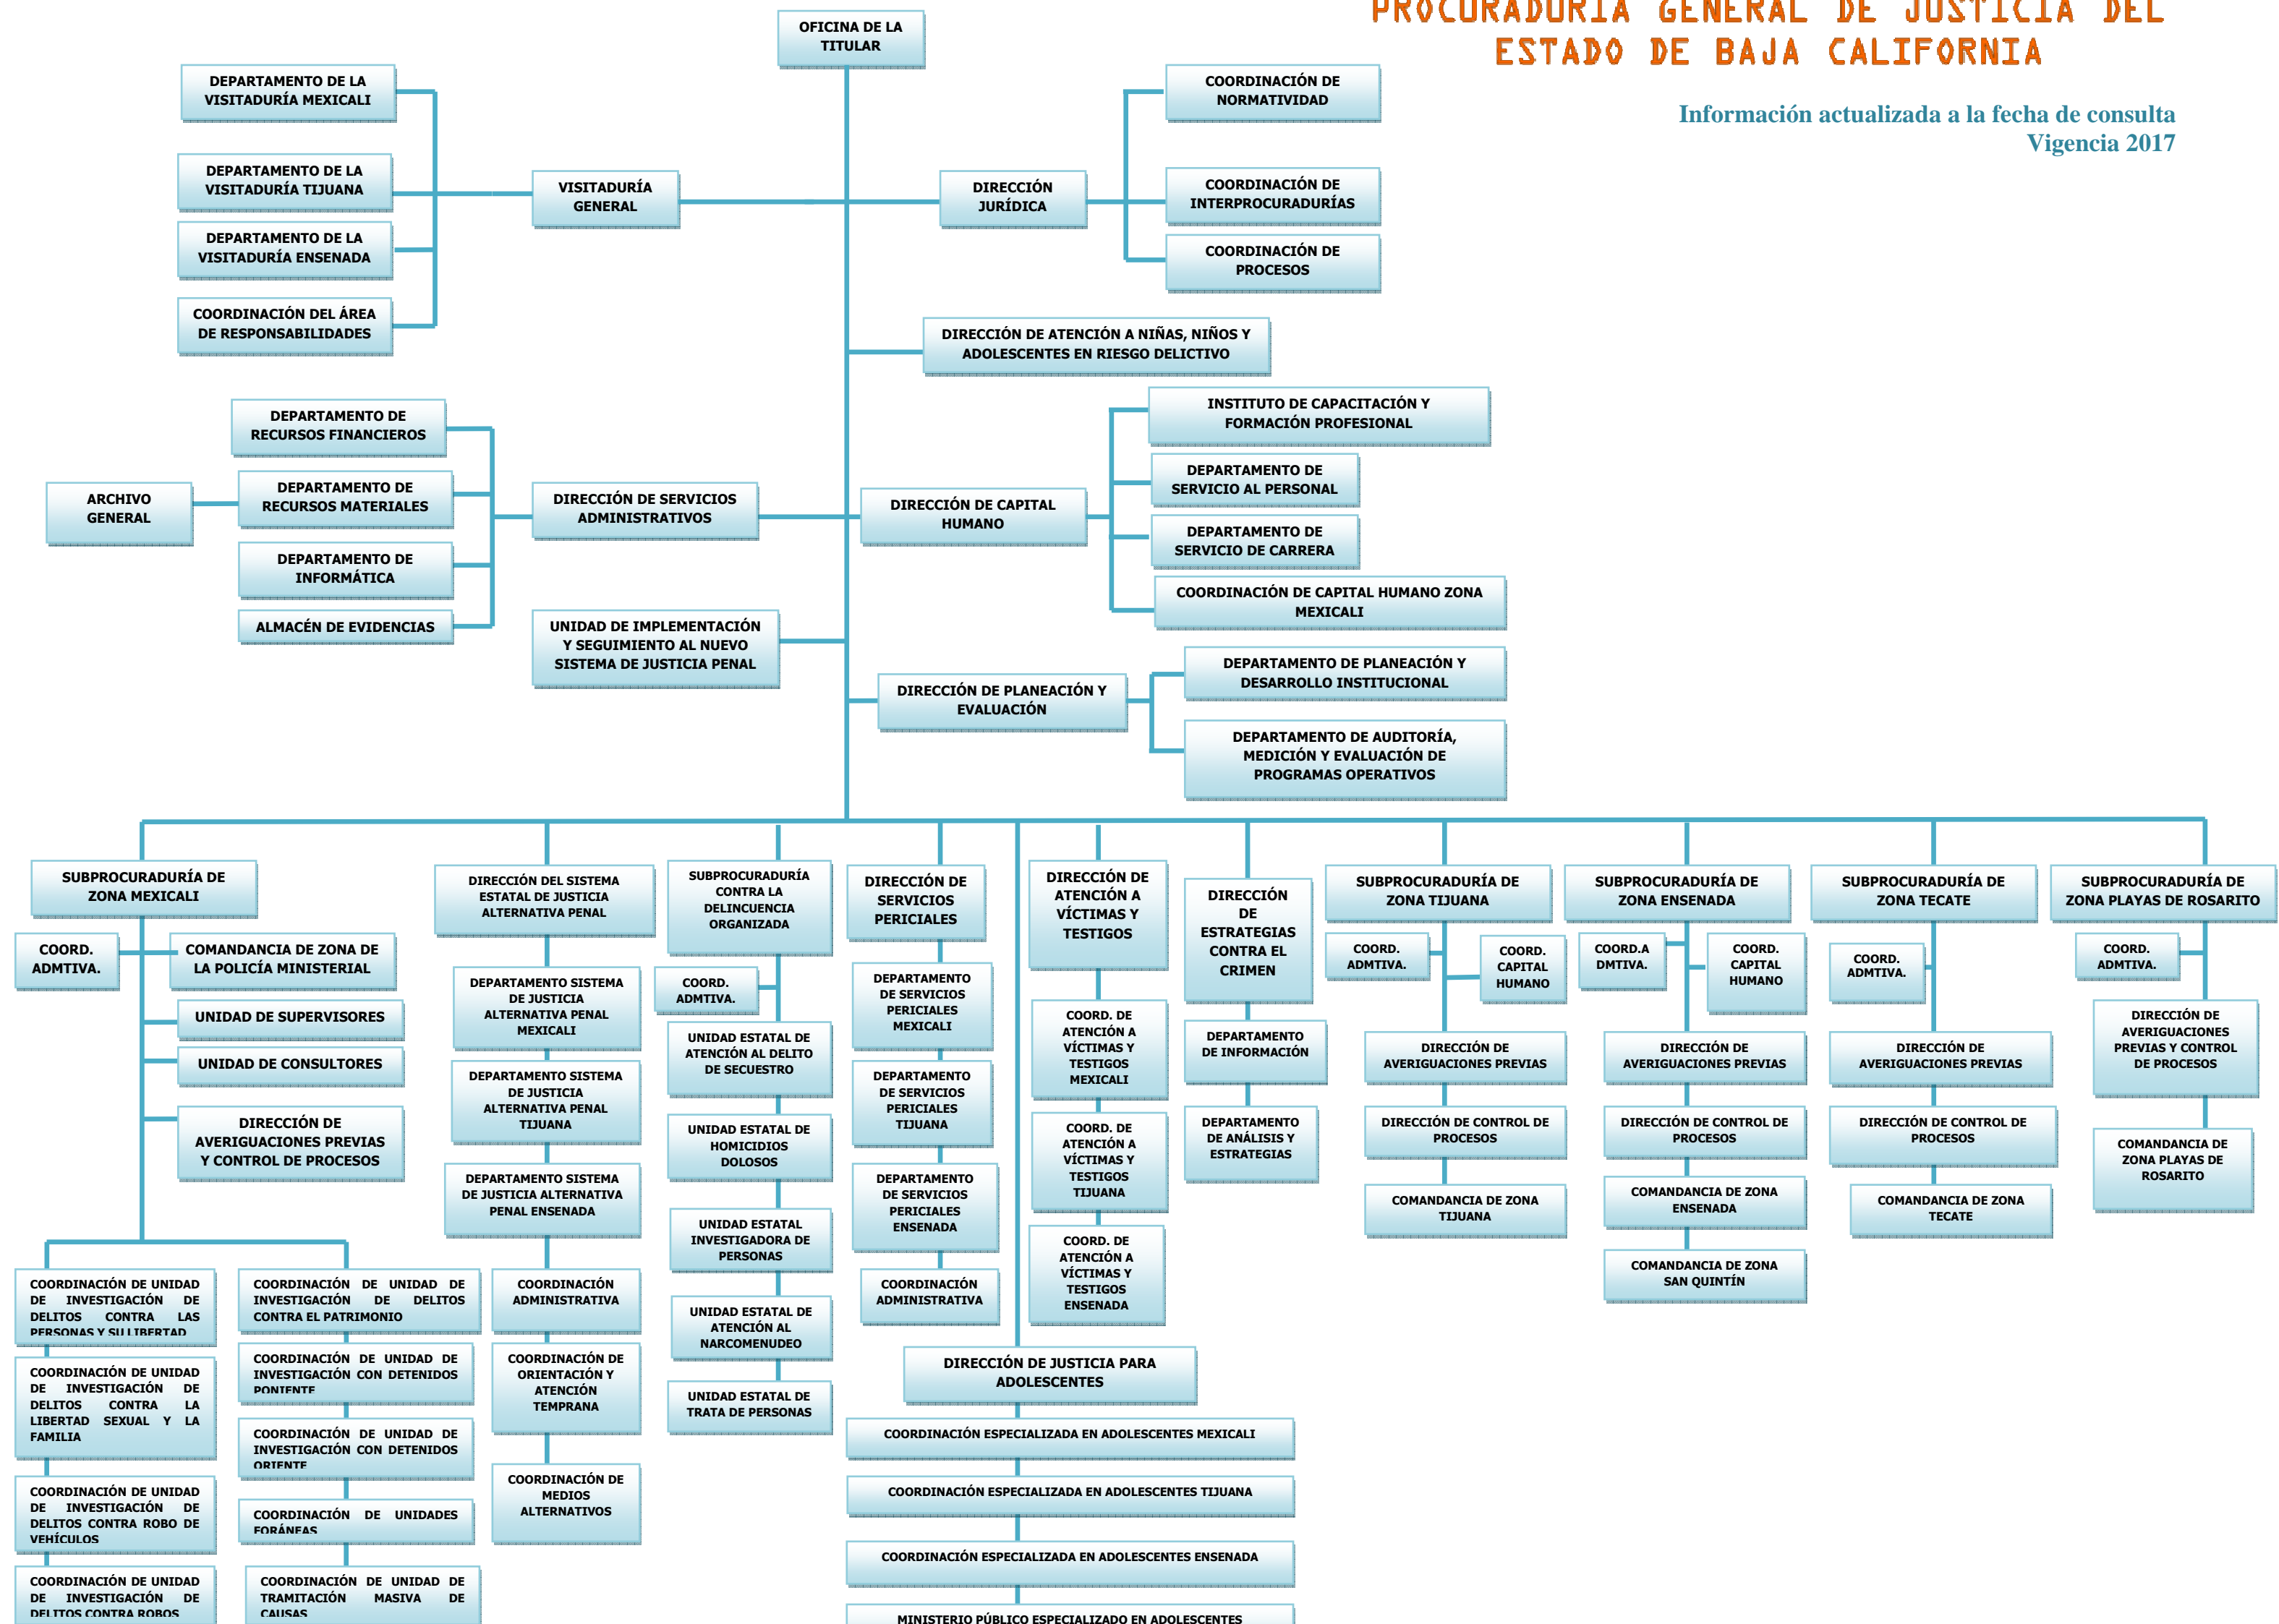 PROCURADURÍA GENERAL DE JUSTICIA DEL
ESTADO DE BAJA CALIFORNIA
Información actualizada a la fecha de consulta
Vigencia 2017
OFICINA DE LA
TITULAR
DEPARTAMENTO DE LA
VISITADURÍA MEXICALI
DEPARTAMENTO DE LA
VISITADURÍA TIJUANA
DEPARTAMENTO DE LA
VISITADURÍA ENSENADA
COORDINACIÓN DEL ÁREA
DE RESPONSABILIDADES
VISITADURÍA
GENERAL
DIRECCIÓN
JURÍDICA
COORDINACIÓN DE
NORMATIVIDAD
COORDINACIÓN DE
INTERPROCURADURÍAS
COORDINACIÓN DE
PROCESOS
DIRECCIÓN DE ATENCIÓN A NIÑAS, NIÑOS Y
ADOLESCENTES EN RIESGO DELICTIVO
DEPARTAMENTO DE
RECURSOS FINANCIEROS
ARCHIVO
GENERAL
DEPARTAMENTO DE
RECURSOS MATERIALES
DEPARTAMENTO DE
INFORMÁTICA
ALMACÉN DE EVIDENCIAS
DIRECCIÓN DE SERVICIOS
ADMINISTRATIVOS
UNIDAD DE IMPLEMENTACIÓN
Y SEGUIMIENTO AL NUEVO
SISTEMA DE JUSTICIA PENAL
DIRECCIÓN DE CAPITAL
HUMANO
INSTITUTO DE CAPACITACIÓN Y
FORMACIÓN PROFESIONAL
DEPARTAMENTO DE
SERVICIO AL PERSONAL
DEPARTAMENTO DE
SERVICIO DE CARRERA
COORDINACIÓN DE CAPITAL HUMANO ZONA
MEXICALI
DIRECCIÓN DE PLANEACIÓN Y
EVALUACIÓN
DEPARTAMENTO DE PLANEACIÓN Y
DESARROLLO INSTITUCIONAL
DEPARTAMENTO DE AUDITORÍA,
MEDICIÓN Y EVALUACIÓN DE
PROGRAMAS OPERATIVOS
SUBPROCURADURÍA DE
ZONA MEXICALI
COORD.
ADMTIVA.
COMANDANCIA DE ZONA DE
LA POLICÍA MINISTERIAL
UNIDAD DE SUPERVISORES
UNIDAD DE CONSULTORES
DIRECCIÓN DE
AVERIGUACIONES PREVIAS
Y CONTROL DE PROCESOS
COORDINACIÓN DE UNIDAD
DE INVESTIGACIÓN DE
DELITOS CONTRA LAS
PERSONAS Y SU LIBERTAD
COORDINACIÓN DE UNIDAD
DE INVESTIGACIÓN DE
DELITOS CONTRA LA
LIBERTAD SEXUAL Y LA
FAMILIA
COORDINACIÓN DE UNIDAD
DE INVESTIGACIÓN DE
DELITOS CONTRA ROBO DE
VEHÍCULOS
COORDINACIÓN DE UNIDAD
DE INVESTIGACIÓN DE
DELITOS CONTRA ROBOS
COORDINACIÓN DE UNIDAD DE
INVESTIGACIÓN DE DELITOS
CONTRA EL PATRIMONIO
COORDINACIÓN DE UNIDAD DE
INVESTIGACIÓN CON DETENIDOS
PONIENTE
COORDINACIÓN DE UNIDAD DE
INVESTIGACIÓN CON DETENIDOS
ORIENTE
COORDINACIÓN DE UNIDADES
FORÁNEAS
COORDINACIÓN DE UNIDAD DE
TRAMITACIÓN MASIVA DE
CAUSAS
DIRECCIÓN DEL SISTEMA
ESTATAL DE JUSTICIA
ALTERNATIVA PENAL
DEPARTAMENTO SISTEMA
DE JUSTICIA
ALTERNATIVA PENAL
MEXICALI
DEPARTAMENTO SISTEMA
DE JUSTICIA
ALTERNATIVA PENAL
TIJUANA
DEPARTAMENTO SISTEMA
DE JUSTICIA ALTERNATIVA
PENAL ENSENADA
COORDINACIÓN
ADMINISTRATIVA
COORDINACIÓN DE
ORIENTACIÓN Y
ATENCIÓN
TEMPRANA
COORDINACIÓN DE
MEDIOS
ALTERNATIVOS
SUBPROCURADURÍA
CONTRA LA
DELINCUENCIA
ORGANIZADA
COORD.
ADMTIVA.
UNIDAD ESTATAL DE
ATENCIÓN AL DELITO
DE SECUESTRO
UNIDAD ESTATAL DE
HOMICIDIOS
DOLOSOS
UNIDAD ESTATAL
INVESTIGADORA DE
PERSONAS
UNIDAD ESTATAL DE
ATENCIÓN AL
NARCOMENUDEO
UNIDAD ESTATAL DE
TRATA DE PERSONAS
DIRECCIÓN DE
SERVICIOS
PERICIALES
DEPARTAMENTO
DE SERVICIOS
PERICIALES
MEXICALI
DEPARTAMENTO
DE SERVICIOS
PERICIALES
TIJUANA
DEPARTAMENTO
DE SERVICIOS
PERICIALES
ENSENADA
COORDINACIÓN
ADMINISTRATIVA
DIRECCIÓN DE JUSTICIA PARA
ADOLESCENTES
COORDINACIÓN ESPECIALIZADA EN ADOLESCENTES MEXICALI
COORDINACIÓN ESPECIALIZADA EN ADOLESCENTES TIJUANA
COORDINACIÓN ESPECIALIZADA EN ADOLESCENTES ENSENADA
MINISTERIO PÚBLICO ESPECIALIZADO EN ADOLESCENTES
DIRECCIÓN DE
ATENCIÓN A
VÍCTIMAS Y
TESTIGOS
COORD. DE
ATENCIÓN A
VÍCTIMAS Y
TESTIGOS
MEXICALI
COORD. DE
ATENCIÓN A
VÍCTIMAS Y
TESTIGOS
TIJUANA
COORD. DE
ATENCIÓN A
VÍCTIMAS Y
TESTIGOS
ENSENADA
DIRECCIÓN
DE
ESTRATEGIAS
CONTRA EL
CRIMEN
DEPARTAMENTO
DE INFORMACIÓN
DEPARTAMENTO
DE ANÁLISIS Y
ESTRATEGIAS
SUBPROCURADURÍA DE
ZONA TIJUANA
COORD.
ADMTIVA.
COORD.
CAPITAL
HUMANO
DIRECCIÓN DE
AVERIGUACIONES PREVIAS
DIRECCIÓN DE CONTROL DE
PROCESOS
COMANDANCIA DE ZONA
TIJUANA
SUBPROCURADURÍA DE
ZONA ENSENADA
COORD.A
DMTIVA.
COORD.
CAPITAL
HUMANO
DIRECCIÓN DE
AVERIGUACIONES PREVIAS
DIRECCIÓN DE CONTROL DE
PROCESOS
COMANDANCIA DE ZONA
ENSENADA
COMANDANCIA DE ZONA
SAN QUINTÍN
SUBPROCURADURÍA DE
ZONA TECATE
COORD.
ADMTIVA.
DIRECCIÓN DE
AVERIGUACIONES PREVIAS
DIRECCIÓN DE CONTROL DE
PROCESOS
COMANDANCIA DE ZONA
TECATE
SUBPROCURADURÍA DE
ZONA PLAYAS DE ROSARITO
COORD.
ADMTIVA.
DIRECCIÓN DE
AVERIGUACIONES
PREVIAS Y CONTROL
DE PROCESOS
COMANDANCIA DE
ZONA PLAYAS DE
ROSARITO